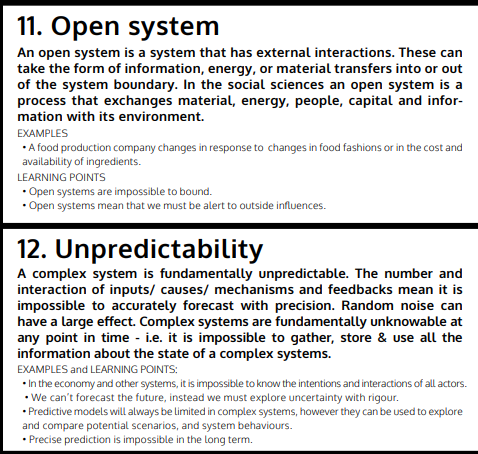 11. Open system
An open system is a system that has external interactions. These can
take the form of information, energy, or material transfers into or out
of the system boundary. In the social sciences an open system is a
process that exchanges material, energy, people, capital and infor-
mation with its environment.
EXAMPLES
• A food production company changes in response to changes in food fashions or in the cost and
availability of ingredients.
LEARNING POINTS
• Open systems are impossible to bound.
• Open systems mean that we must be alert to outside influences.
12. Unpredictability
A complex system is fundamentally unpredictable. The number and
interaction of inputs/ causes/ mechanisms and feedbacks mean it is
impossible to accurately forecast with precision. Random noise can
have a large effect. Complex systems are fundamentally unknowable at
any point in time - i.e. it is impossible to gather, store & use all the
information about the state of a complex systems.
EXAMPLES and LEARNING POINTS:
• In the economy and other systems, it is impossible to know the intentions and interactions of all actors.
• We can't forecast the future, instead we must explore uncertainty with rigour.
• Predictive models will always be limited in complex systems, however they can be used to explore
and compare potential scenarios, and system behaviours.
• Precise prediction is impossible in the long term.